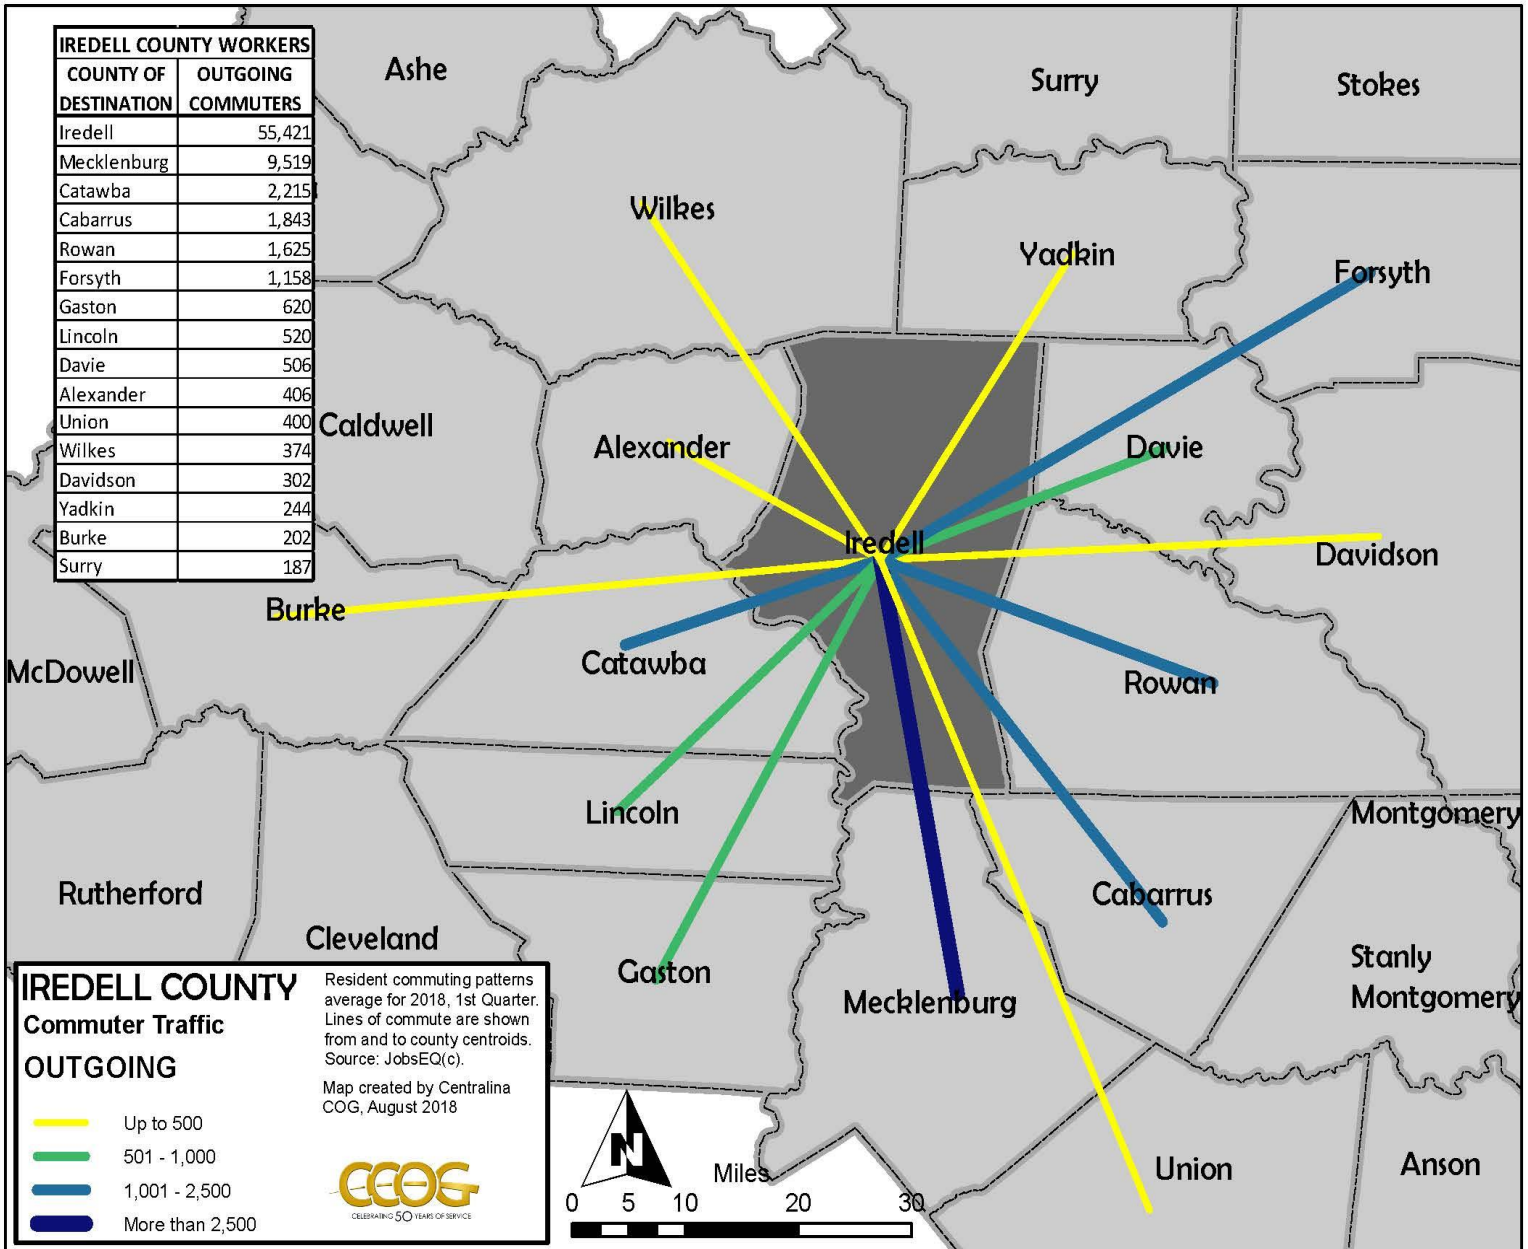 IREDELL COUNTY WORKERS
COUNTY OF DESTINATION OUTGOING COMMUTERS
Iredell 55,421
Mecklenburg 9,519
Catawba 2,215
Cabarrus 1,843
Rowan 1,625
Forsyth 1,158
Gaston 620
Lincoln 520
Davie 506
Alexander 406
Union 400
Wilkes 374
Davidson 302
Yadkin 244
Burke 202
Surry 187
Ashe
Surry
Stokes
Wilkes
Yadkin
Forsyth
Caldwell
Alexander
Davie
Iredell
Davidson
Burke
Catawba
McDowell
Rowan
Lincoln
Montgomery
Rutherford
Cabarrus
Cleveland
Stanly
Gaston
Mecklenburg
Montgomery
Union
Anson
IREDELL COUNTY
Commuter Traffic
OUTGOING
Up to 500
501 - 1,000
1,001 - 2,500
More than 2,500
Resident commuting patterns
average for 2018, 1st Quarter.
Lines of commute are shown
from and to county centroids.
Source: JobsEQ(c).
Map created by Centralina
COG, August 2018
CCOG
CELEBRATING 50 YEARS OF SERVICE
N
Miles
0 5 10 20 30